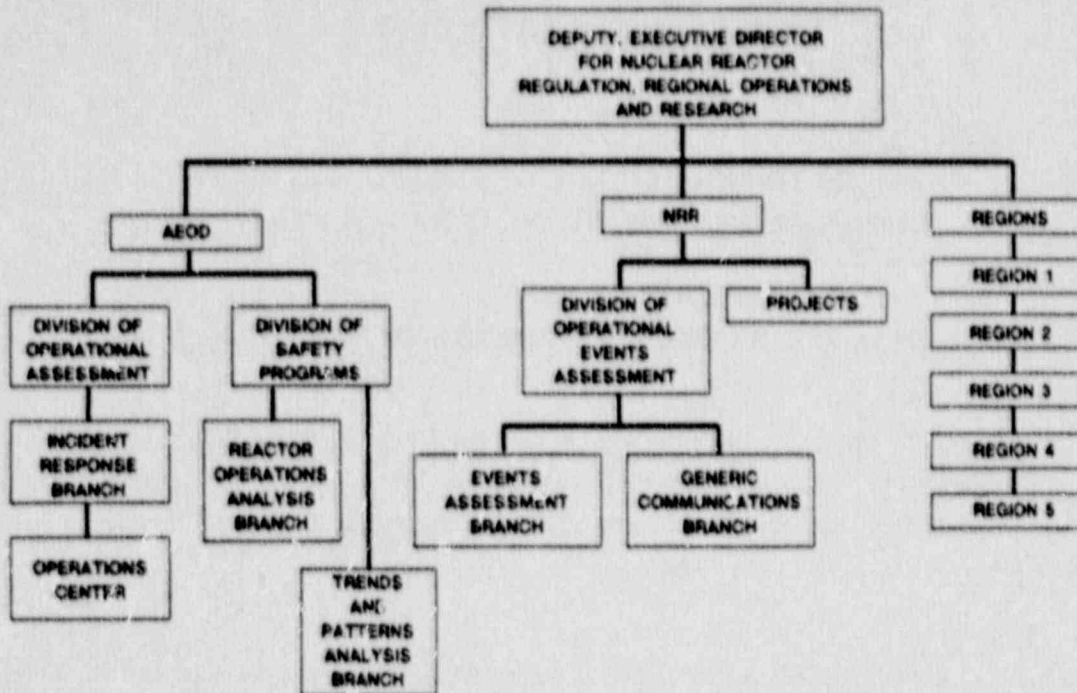 DEPUTY, EXECUTIVE DIRECTOR
FOR NUCLEAR REACTOR
REGULATION, REGIONAL OPERATIONS
AND RESEARCH
AEOD
NRR
REGIONS
DIVISION OF
OPERATIONAL
ASSESSMENT
DIVISION OF
SAFETY
PROGRAMS
DIVISION OF
OPERATIONAL
EVENTS
ASSESSMENT
PROJECTS
REGION 1
REGION 2
REGION 3
REGION 4
REGION 5
INCIDENT
RESPONSE
BRANCH
REACTOR
OPERATIONS
ANALYSIS
BRANCH
EVENTS
ASSESSMENT
BRANCH
GENERIC
COMMUNICATIONS
BRANCH
OPERATIONS
CENTER
TRENDS
AND
PATTERNS
ANALYSIS
BRANCH